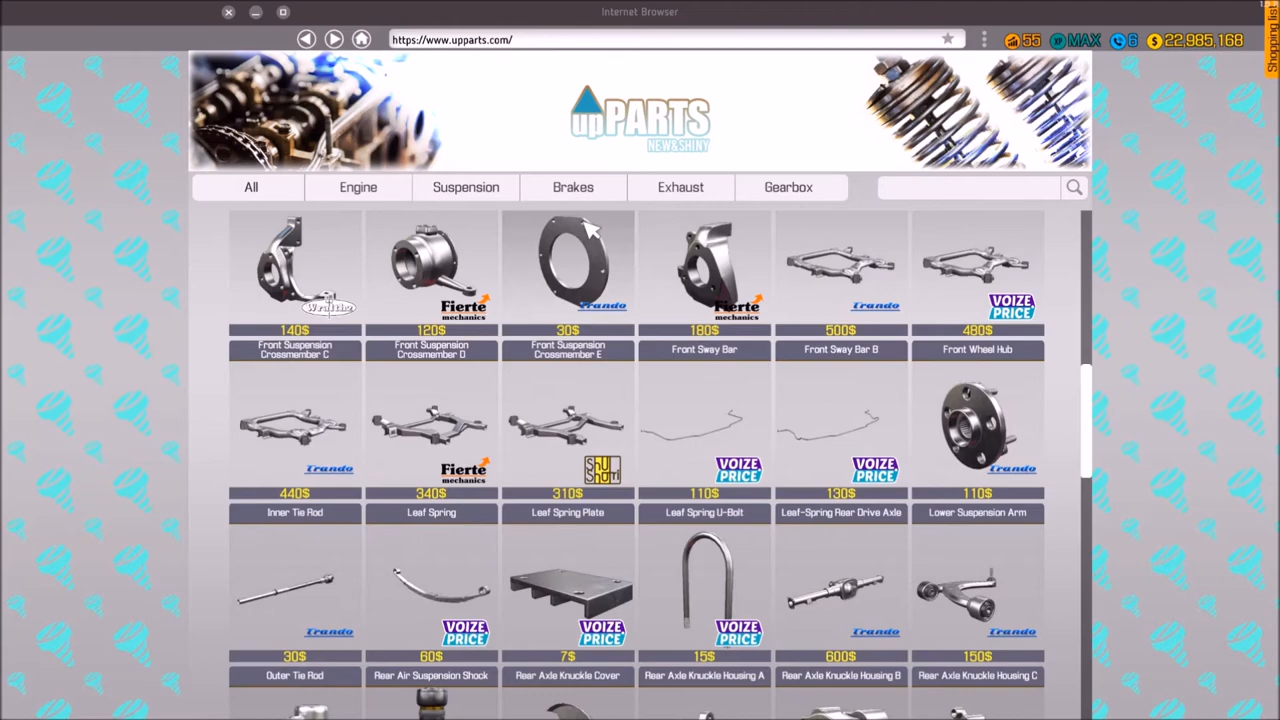 Internet Browser
Shopping list
https://www.upparts.com/
55
XP MAX
6
$ 22,985,168
upPARTS
NEW&SHINY
All Engine Suspension Brakes Exhaust Gearbox
Fierte mechanics
Trando
Fierte mechanics
Trando
VOIZE PRICE
140$ 120$ 30$ 180$ 500$ 480$
Front Suspension Crossmember C
Front Suspension Crossmember D
Front Suspension Crossmember E
Front Sway Bar
Front Sway Bar B
Front Wheel Hub
Trando
Fierte mechanics
VOIZE PRICE
VOIZE PRICE
Trando
440$ 340$ 310$ 110$ 130$ 110$
Inner Tie Rod
Leaf Spring
Leaf Spring Plate
Leaf Spring U-Bolt
Leaf-Spring Rear Drive Axle
Lower Suspension Arm
Trando
VOIZE PRICE
VOIZE PRICE
VOIZE PRICE
Trando
Trando
30$ 60$ 7$ 15$ 600$ 150$
Outer Tie Rod
Rear Air Suspension Shock
Rear Axle Knuckle Cover
Rear Axle Knuckle Housing A
Rear Axle Knuckle Housing B
Rear Axle Knuckle Housing C